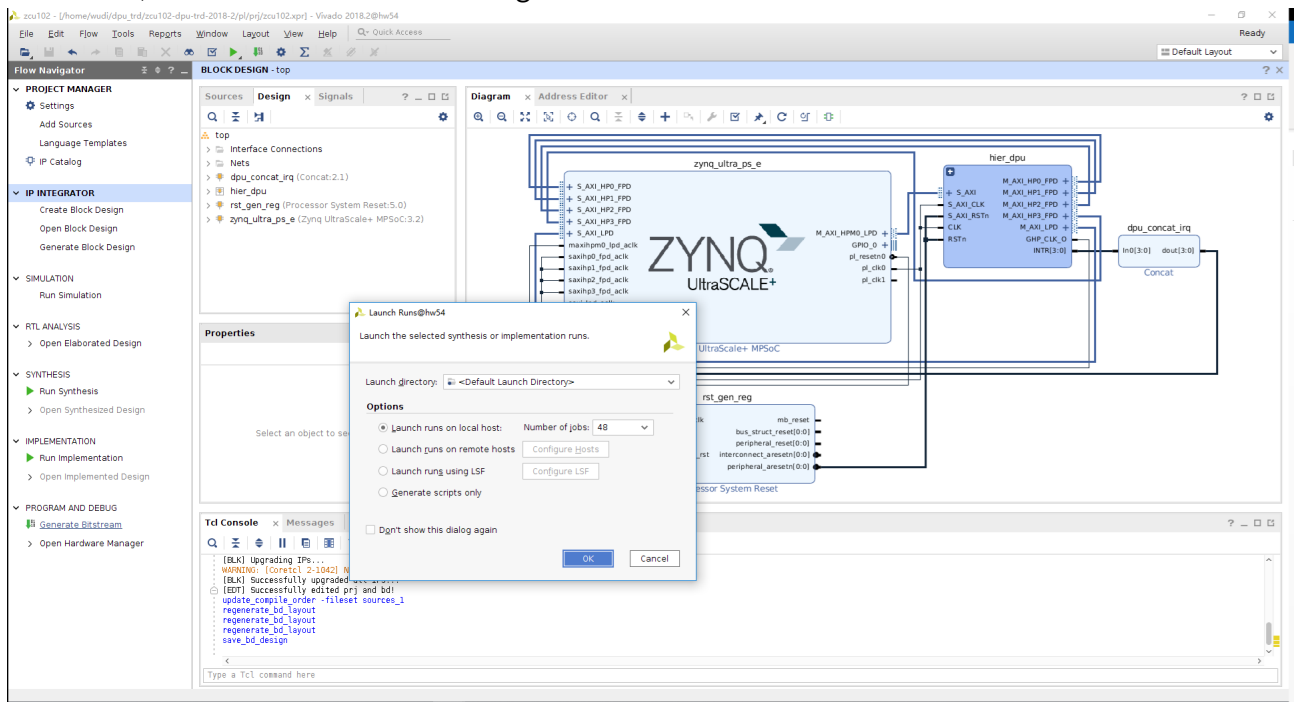 zcu102 - [/home/wudi/dpu_trd/zcu102-dpu-trd-2018-2/pl/prj/zcu102.xpr] - Vivado 2018.2@hw54
File Edit Flow Tools Reports Window Layout View Help Quick Access
Ready
Default Layout
Flow Navigator
PROJECT MANAGER
Settings
Add Sources
Language Templates
IP Catalog
IP INTEGRATOR
Create Block Design
Open Block Design
Generate Block Design
SIMULATION
Run Simulation
RTL ANALYSIS
Open Elaborated Design
SYNTHESIS
Run Synthesis
Open Synthesized Design
IMPLEMENTATION
Run Implementation
Open Implemented Design
PROGRAM AND DEBUG
Generate Bitstream
Open Hardware Manager
BLOCK DESIGN - top
Sources Design Signals
top
Interface Connections
Nets
dpu_concat_irq (Concat:2.1)
hier_dpu
rst_gen_reg (Processor System Reset:5.0)
zynq_ultra_ps_e (Zynq UltraScale+ MPSoC:3.2)
Properties
Select an object to se
Diagram Address Editor
zynq_ultra_ps_e
S_AXI_HP0_FPD
S_AXI_HP1_FPD
S_AXI_HP2_FPD
S_AXI_HP3_FPD
S_AXI_LPD
maxihpm0_lpd_aclk
saxihp0_fpd_aclk
saxihp1_fpd_aclk
saxihp2_fpd_aclk
saxihp3_fpd_aclk
ZYNQ
UltraSCALE+
M_AXI_HPM0_LPD
GPIO_0
pl_resetn0
pl_clk0
pl_clk1
UltraScale+ MPSoC
hier_dpu
S_AXI
S_AXI_CLK
S_AXI_RSTn
CLK
RSTn
M_AXI_HP0_FPD
M_AXI_HP1_FPD
M_AXI_HP2_FPD
M_AXI_HP3_FPD
M_AXI_LPD
GHP_CLK_O
INTR[3:0]
dpu_concat_irq
In0[3:0] dout[3:0]
Concat
rst_gen_reg
mb_reset
bus_struct_reset[0:0]
peripheral_reset[0:0]
interconnect_aresetn[0:0]
peripheral_aresetn[0:0]
ssor System Reset
Launch Runs@hw54
Launch the selected synthesis or implementation runs.
Launch directory: <Default Launch Directory>
Options
Launch runs on local host: Number of jobs: 48
Launch runs on remote hosts Configure Hosts
Launch runs using LSF Configure LSF
Generate scripts only
Don't show this dialog again
OK Cancel
Tcl Console Messages
[BLK] Upgrading IPs...
WARNING: [Coretcl 2-1042] N
[BLK] Successfully upgraded all IPs...
[EDT] Successfully edited prj and bd!
update_compile_order -fileset sources_1
regenerate_bd_layout
regenerate_bd_layout
regenerate_bd_layout
save_bd_design
Type a Tcl command here